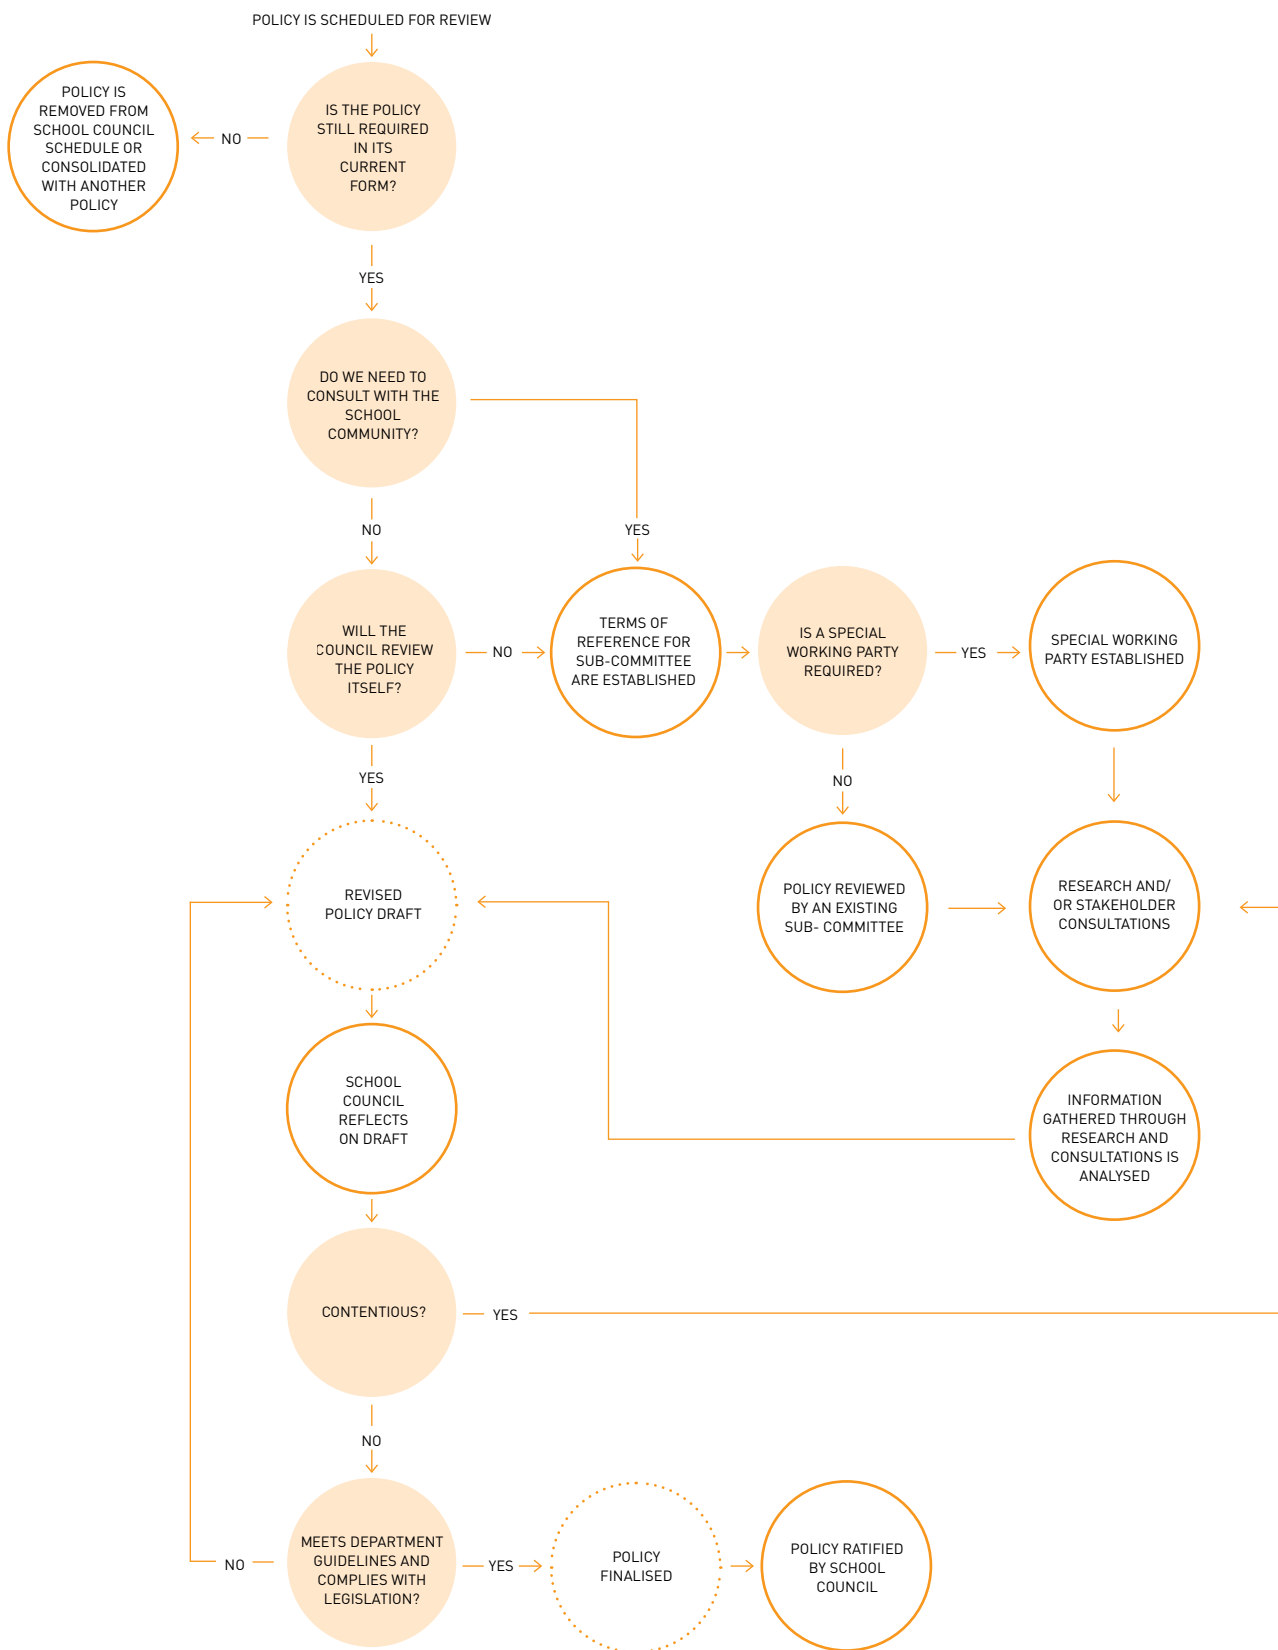 POLICY IS SCHEDULED FOR REVIEW
POLICY IS
REMOVED FROM
SCHOOL COUNCIL
SCHEDULE OR
CONSOLIDATED
WITH ANOTHER
POLICY
NO
IS THE POLICY
STILL REQUIRED
IN ITS
CURRENT
FORM?
YES
DO WE NEED TO
CONSULT WITH THE
SCHOOL
COMMUNITY?
NO
YES
WILL THE
COUNCIL REVIEW
THE POLICY
ITSELF?
NO
TERMS OF
REFERENCE FOR
SUB-COMMITTEE
ARE ESTABLISHED
IS A SPECIAL
WORKING PARTY
REQUIRED?
YES
SPECIAL WORKING
PARTY ESTABLISHED
YES
NO
REVISED
POLICY DRAFT
POLICY REVIEWED
BY AN EXISTING
SUB- COMMITTEE
RESEARCH AND/
OR STAKEHOLDER
CONSULTATIONS
SCHOOL
COUNCIL
REFLECTS
ON DRAFT
INFORMATION
GATHERED THROUGH
RESEARCH AND
CONSULTATIONS IS
ANALYSED
CONTENTIOUS?
YES
NO
NO
MEETS DEPARTMENT
GUIDELINES AND
COMPLIES WITH
LEGISLATION?
YES
POLICY
FINALISED
POLICY RATIFIED
BY SCHOOL
COUNCIL